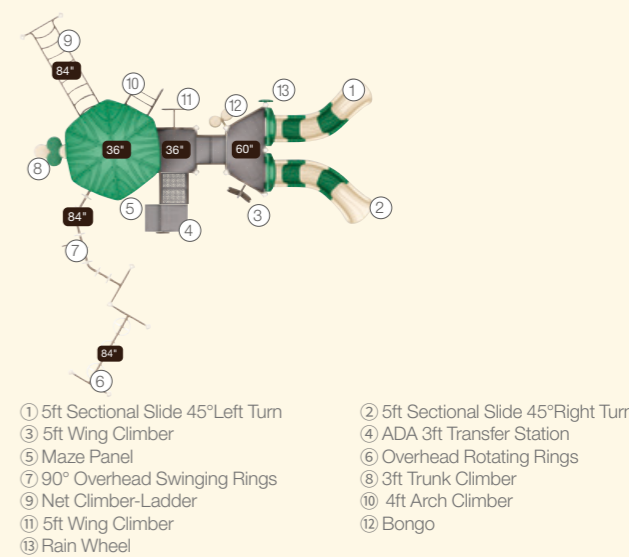 ⑨
84"
⑩
⑪
⑫
⑬
①
36"
36"
60"
⑧
⑤
84"
④
③
②
⑦
84"
⑥
① 5ft Sectional Slide 45°Left Turn
② 5ft Sectional Slide 45°Right Turn
③ 5ft Wing Climber
④ ADA 3ft Transfer Station
⑤ Maze Panel
⑥ Overhead Rotating Rings
⑦ 90° Overhead Swinging Rings
⑧ 3ft Trunk Climber
⑨ Net Climber-Ladder
⑩ 4ft Arch Climber
⑪ 5ft Wing Climber
⑫ Bongo
⑬ Rain Wheel